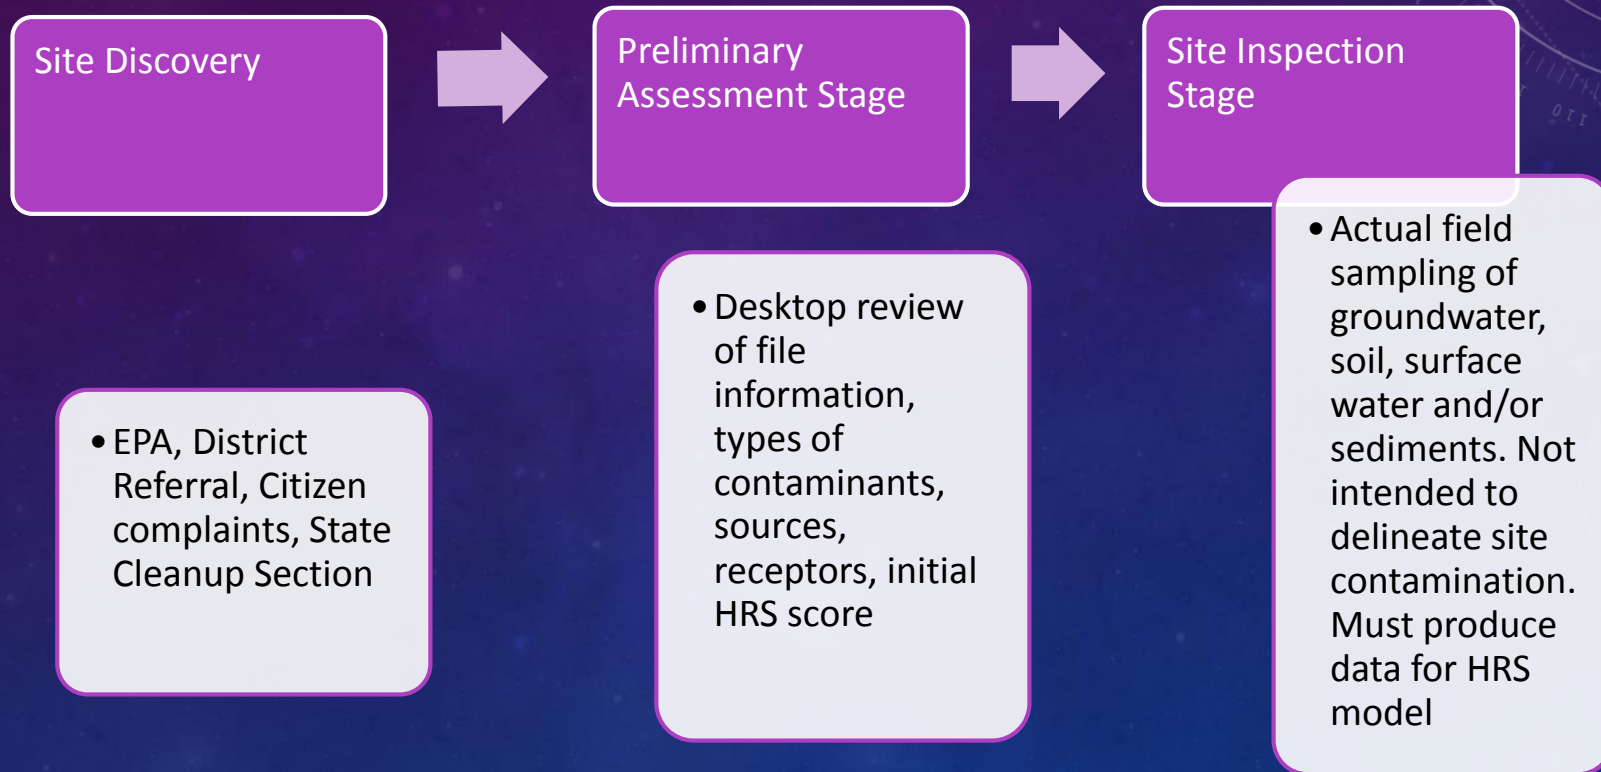 Site Discovery
Preliminary
Assessment Stage
Site Inspection
Stage
• EPA, District
Referral, Citizen
complaints, State
Cleanup Section
• Desktop review
of file
information,
types of
contaminants,
sources,
receptors, initial
HRS score
• Actual field
sampling of
groundwater,
soil, surface
water and/or
sediments. Not
intended to
delineate site
contamination.
Must produce
data for HRS
model
110